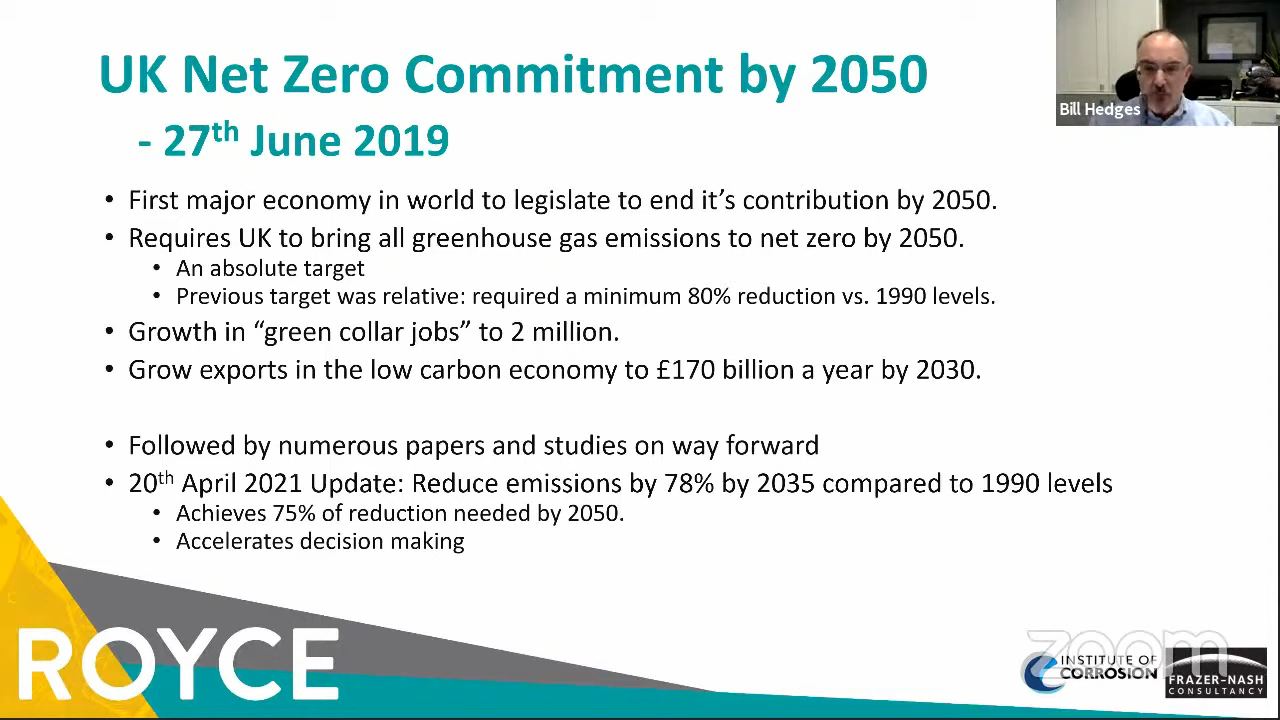 UK Net Zero Commitment by 2050
- 27th June 2019
Bill Hedges
• First major economy in world to legislate to end it’s contribution by 2050.
• Requires UK to bring all greenhouse gas emissions to net zero by 2050.
• An absolute target
• Previous target was relative: required a minimum 80% reduction vs. 1990 levels.
• Growth in “green collar jobs” to 2 million.
• Grow exports in the low carbon economy to £170 billion a year by 2030.
• Followed by numerous papers and studies on way forward
• 20th April 2021 Update: Reduce emissions by 78% by 2035 compared to 1990 levels
• Achieves 75% of reduction needed by 2050.
• Accelerates decision making
ROYCE
zoom
INSTITUTE OF
CORROSION
FRAZER-NASH
CONSULTANCY